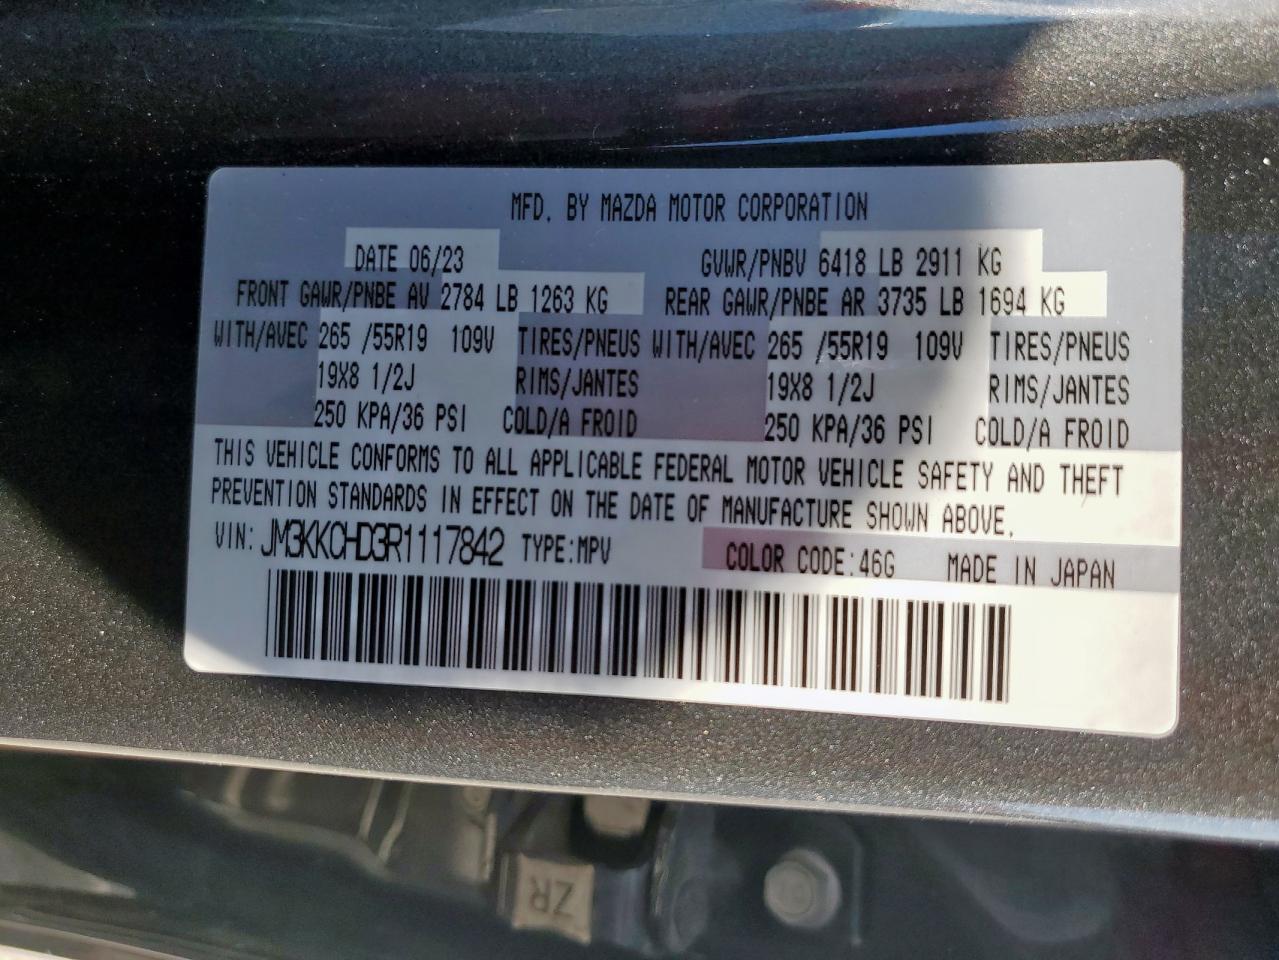 MFD. BY MAZDA MOTOR CORPORATION
DATE 06/23 GVWR/PNBV 6418 LB 2911 KG
FRONT GAWR/PNBE AV 2784 LB 1263 KG REAR GAWR/PNBE AR 3735 LB 1694 KG
WITH/AVEC 265 /55R19 109V TIRES/PNEUS WITH/AVEC 265 /55R19 109V TIRES/PNEUS
19X8 1/2J RIMS/JANTES 19X8 1/2J RIMS/JANTES
250 KPA/36 PSI COLD/A FROID 250 KPA/36 PSI COLD/A FROID
THIS VEHICLE CONFORMS TO ALL APPLICABLE FEDERAL MOTOR VEHICLE SAFETY AND THEFT
PREVENTION STANDARDS IN EFFECT ON THE DATE OF MANUFACTURE SHOWN ABOVE.
VIN: JM3KKCHD3R1117842 TYPE:MPV COLOR CODE:46G MADE IN JAPAN
ZR